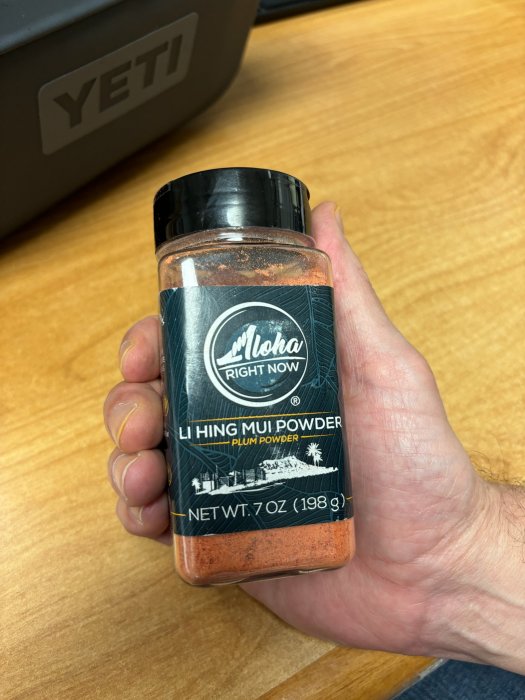 YETI
Aloha
RIGHT NOW
®
LI HING MUI POWDER
PLUM POWDER
NET WT. 7 OZ (198 g)